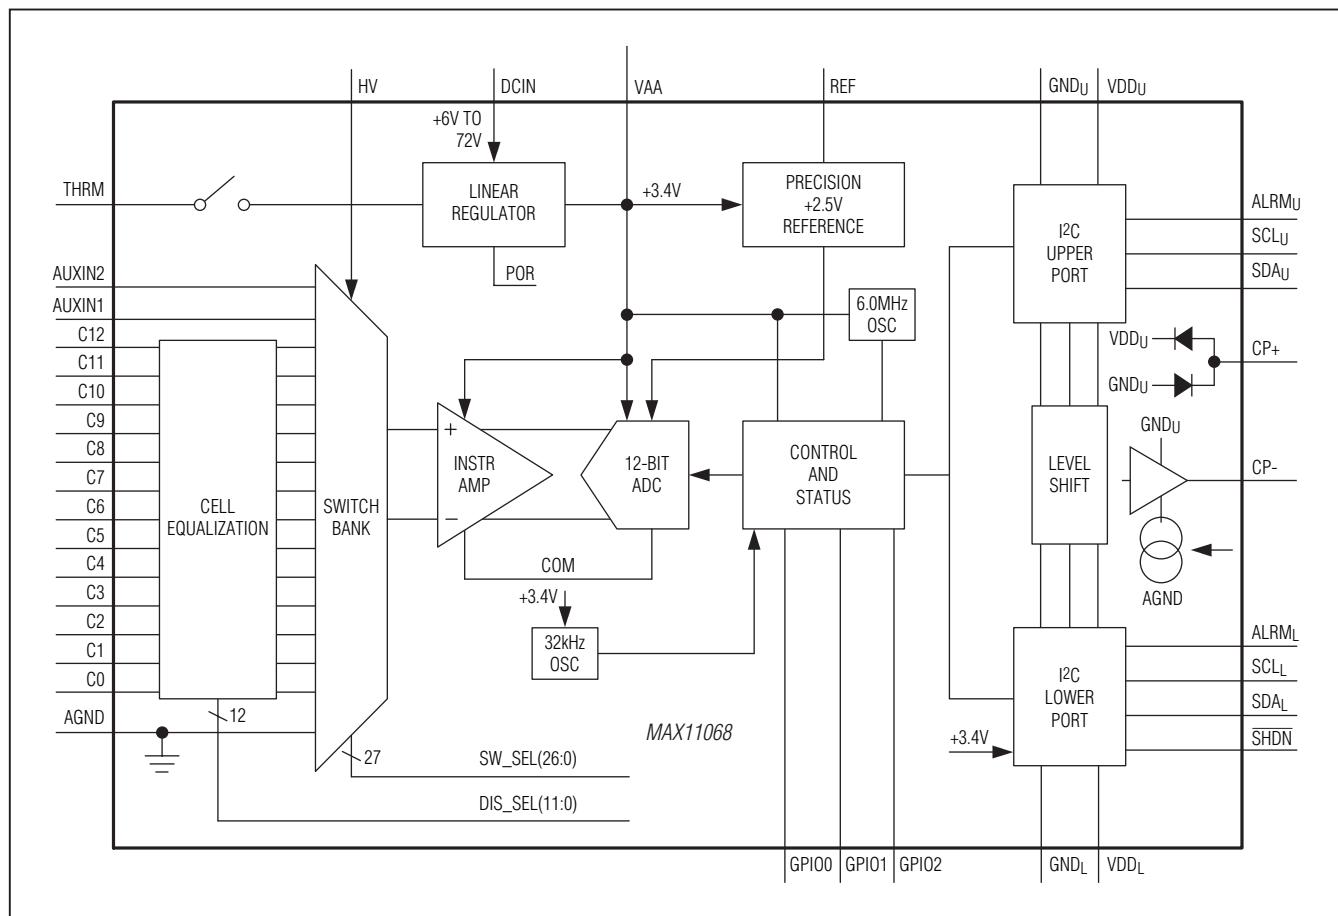 HV
DCIN
VAA
REF
GNDU
VDDU
+6V TO
72V
THRM
LINEAR
REGULATOR
+3.4V
PRECISION
+2.5V
REFERENCE
I2C
UPPER
PORT
ALRMU
SCLU
SDAU
POR
AUXIN2
AUXIN1
6.0MHz
OSC
C12
C11
C10
C9
C8
C7
C6
C5
C4
C3
C2
C1
C0
AGND
CELL
EQUALIZATION
SWITCH
BANK
+
INSTR
AMP
−
12-BIT
ADC
COM
CONTROL
AND
STATUS
LEVEL
SHIFT
VDDU
GNDU
CP+
GNDU
CP-
AGND
+3.4V
32kHz
OSC
I2C
LOWER
PORT
+3.4V
ALRML
SCLL
SDAL
SHDN
12
27
MAX11068
SW_SEL(26:0)
DIS_SEL(11:0)
GPIO0
GPIO1
GPIO2
GNDL
VDDL